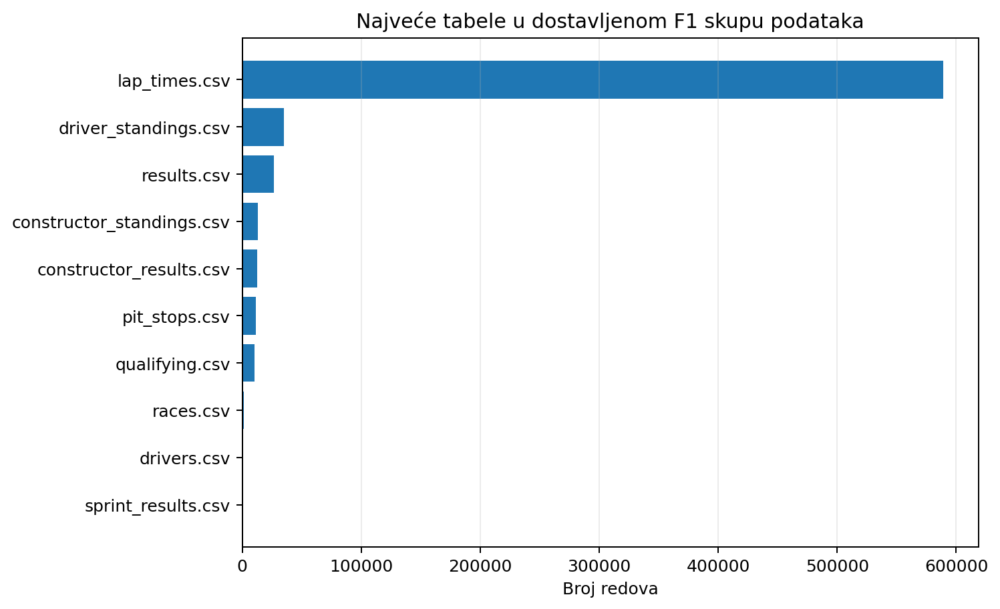 Najveće tabele u dostavljenom F1 skupu podataka
lap_times.csv
driver_standings.csv
results.csv
constructor_standings.csv
constructor_results.csv
pit_stops.csv
qualifying.csv
races.csv
drivers.csv
sprint_results.csv
0 100000 200000 300000 400000 500000 600000
Broj redova